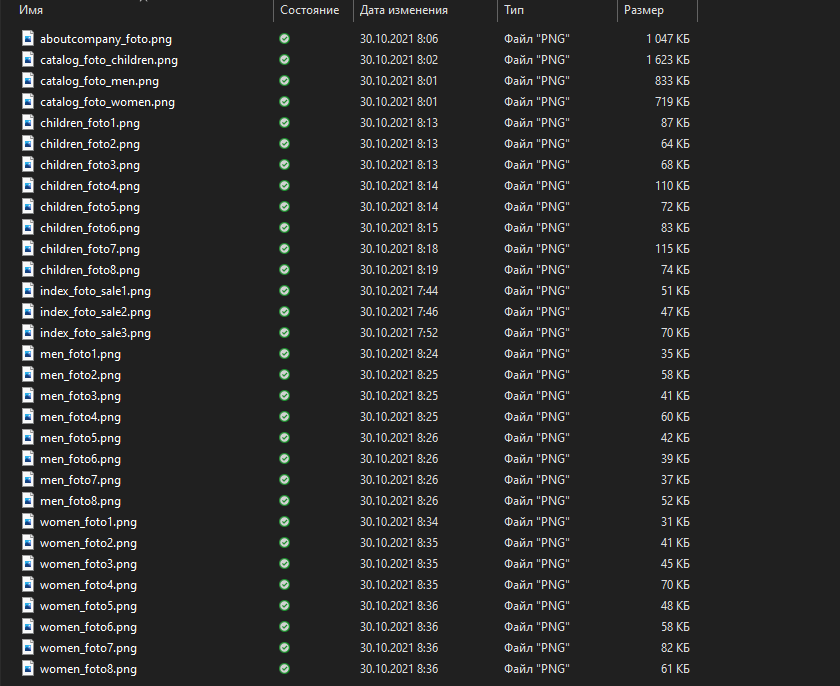 Имя Состояние Дата изменения Тип Размер
aboutcompany_foto.png 30.10.2021 8:06 Файл "PNG" 1 047 КБ
catalog_foto_children.png 30.10.2021 8:02 Файл "PNG" 1 623 КБ
catalog_foto_men.png 30.10.2021 8:01 Файл "PNG" 833 КБ
catalog_foto_women.png 30.10.2021 8:01 Файл "PNG" 719 КБ
children_foto1.png 30.10.2021 8:13 Файл "PNG" 87 КБ
children_foto2.png 30.10.2021 8:13 Файл "PNG" 64 КБ
children_foto3.png 30.10.2021 8:13 Файл "PNG" 68 КБ
children_foto4.png 30.10.2021 8:14 Файл "PNG" 110 КБ
children_foto5.png 30.10.2021 8:14 Файл "PNG" 72 КБ
children_foto6.png 30.10.2021 8:15 Файл "PNG" 83 КБ
children_foto7.png 30.10.2021 8:18 Файл "PNG" 115 КБ
children_foto8.png 30.10.2021 8:19 Файл "PNG" 74 КБ
index_foto_sale1.png 30.10.2021 7:44 Файл "PNG" 51 КБ
index_foto_sale2.png 30.10.2021 7:46 Файл "PNG" 47 КБ
index_foto_sale3.png 30.10.2021 7:52 Файл "PNG" 70 КБ
men_foto1.png 30.10.2021 8:24 Файл "PNG" 35 КБ
men_foto2.png 30.10.2021 8:25 Файл "PNG" 58 КБ
men_foto3.png 30.10.2021 8:25 Файл "PNG" 41 КБ
men_foto4.png 30.10.2021 8:25 Файл "PNG" 60 КБ
men_foto5.png 30.10.2021 8:26 Файл "PNG" 42 КБ
men_foto6.png 30.10.2021 8:26 Файл "PNG" 39 КБ
men_foto7.png 30.10.2021 8:26 Файл "PNG" 37 КБ
men_foto8.png 30.10.2021 8:26 Файл "PNG" 52 КБ
women_foto1.png 30.10.2021 8:34 Файл "PNG" 31 КБ
women_foto2.png 30.10.2021 8:35 Файл "PNG" 41 КБ
women_foto3.png 30.10.2021 8:35 Файл "PNG" 45 КБ
women_foto4.png 30.10.2021 8:35 Файл "PNG" 70 КБ
women_foto5.png 30.10.2021 8:36 Файл "PNG" 48 КБ
women_foto6.png 30.10.2021 8:36 Файл "PNG" 58 КБ
women_foto7.png 30.10.2021 8:36 Файл "PNG" 82 КБ
women_foto8.png 30.10.2021 8:36 Файл "PNG" 61 КБ